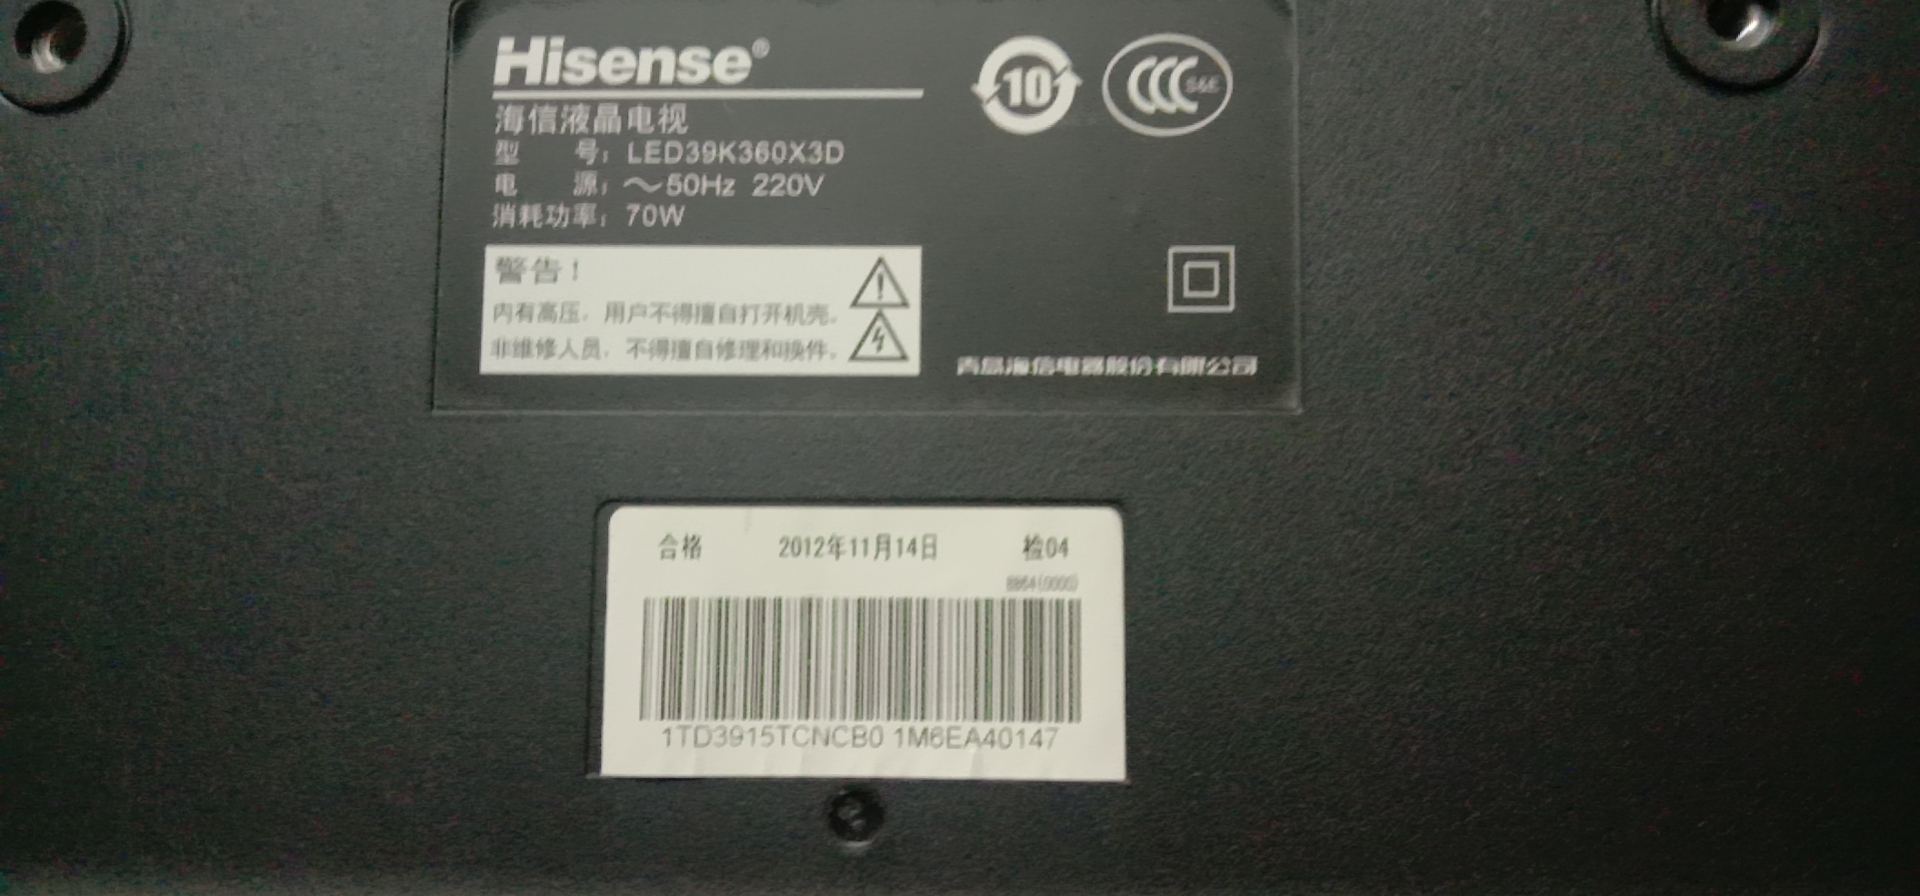 Hisense®
10
CCC S&E
海信液晶电视
型 号: LED39K360X3D
电 源: ～50Hz 220V
消耗功率: 70W
警告!
内有高压，用户不得擅自打开机壳。
非维修人员，不得擅自修理和换件。
青岛海信电器股份有限公司
合格 2012年11月14日 检04
8864(0000)
1TD3915TCNCB0 1M6EA40147